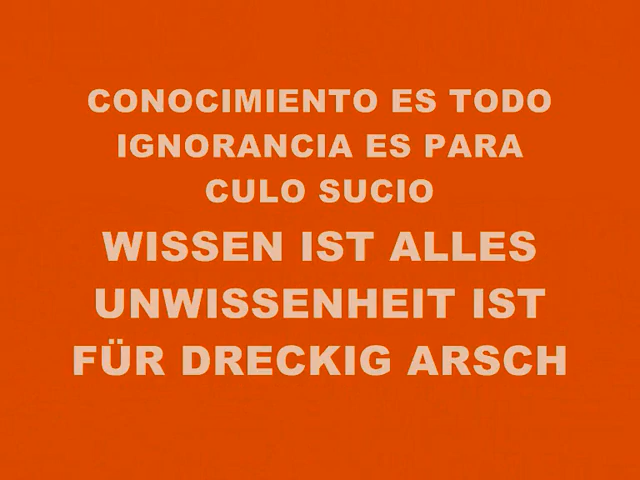 CONOCIMIENTO ES TODO
IGNORANCIA ES PARA
CULO SUCIO
WISSEN IST ALLES
UNWISSENHEIT IST
FÜR DRECKIG ARSCH